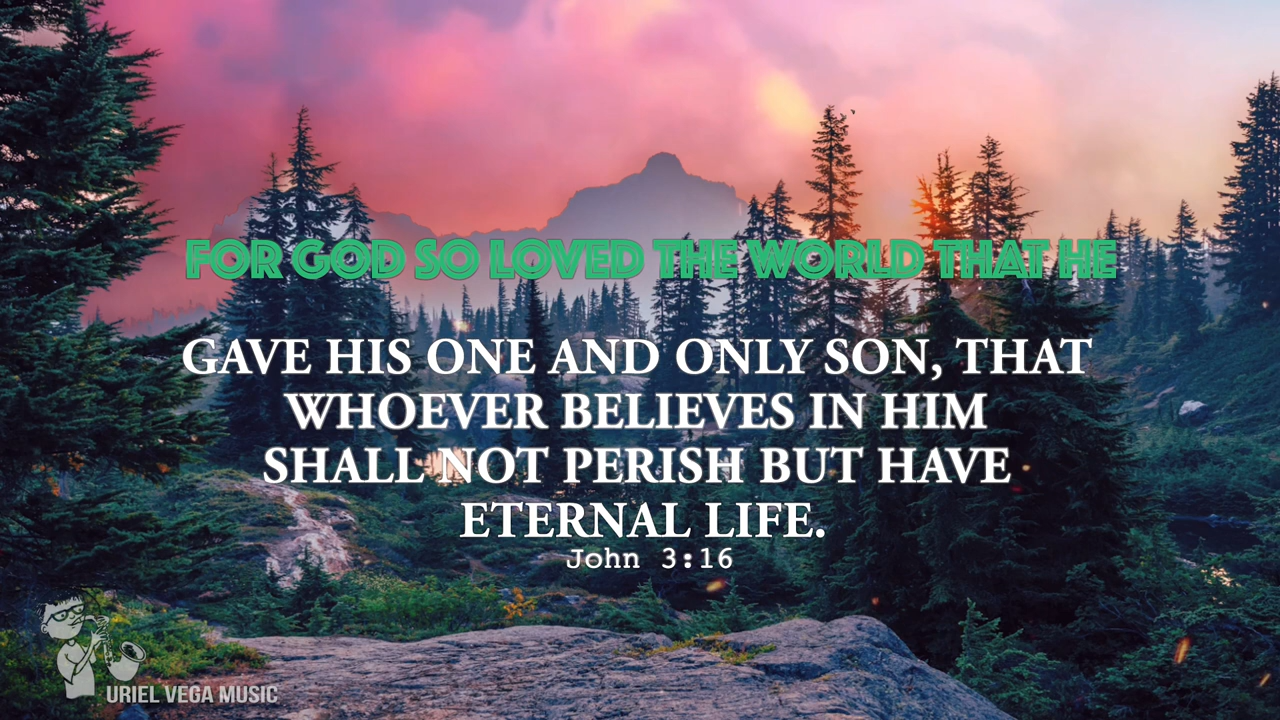 FOR GOD SO LOVED THE WORLD THAT HE
GAVE HIS ONE AND ONLY SON, THAT
WHOEVER BELIEVES IN HIM
SHALL NOT PERISH BUT HAVE
ETERNAL LIFE.
John 3:16
URIEL VEGA MUSIC